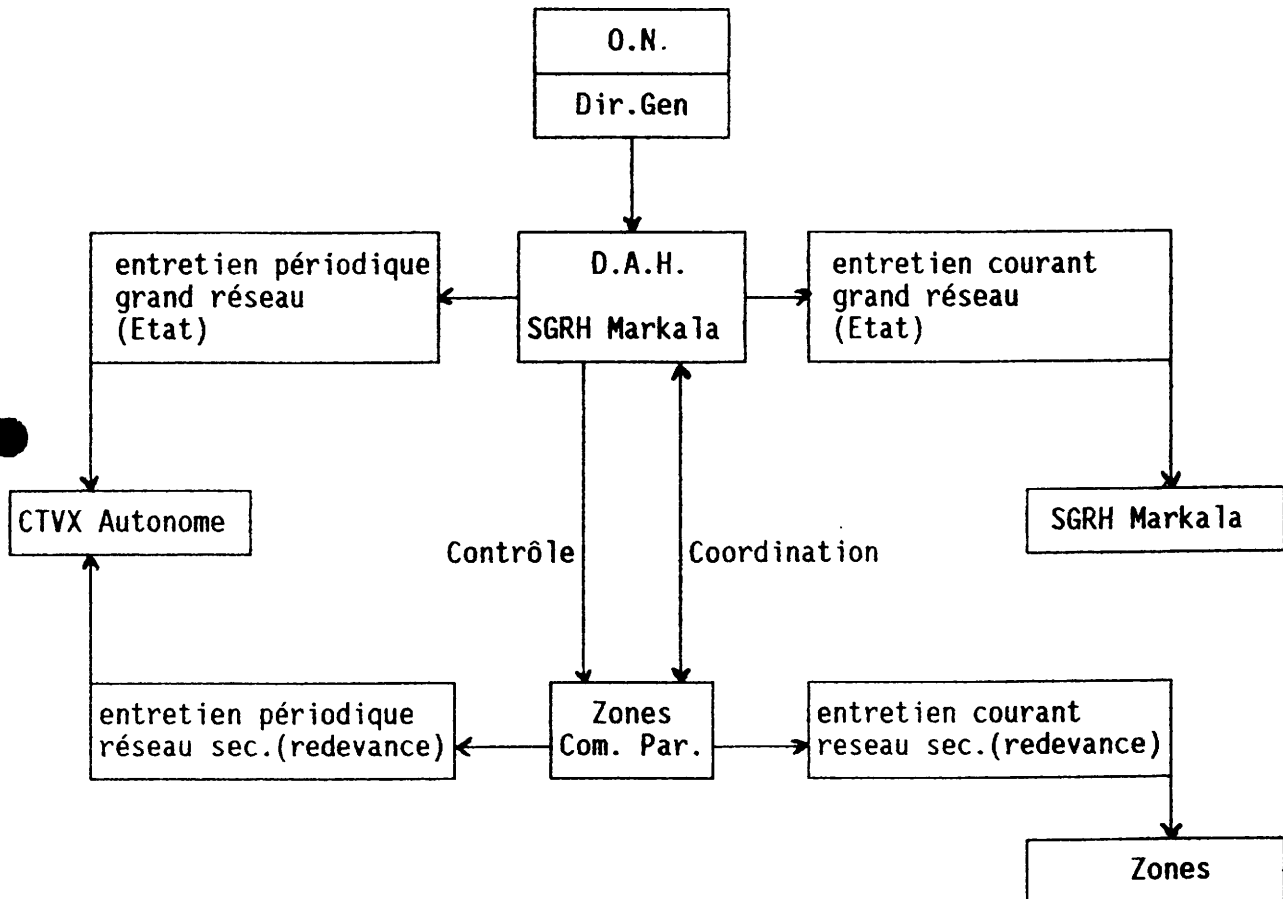 O.N.
Dir.Gen
entretien périodique
grand réseau
(Etat)
D.A.H.
SGRH Markala
entretien courant
grand réseau
(Etat)
CTVX Autonome
SGRH Markala
Contrôle
Coordination
entretien périodique
réseau sec.(redevance)
Zones
Com. Par.
entretien courant
reseau sec.(redevance)
Zones